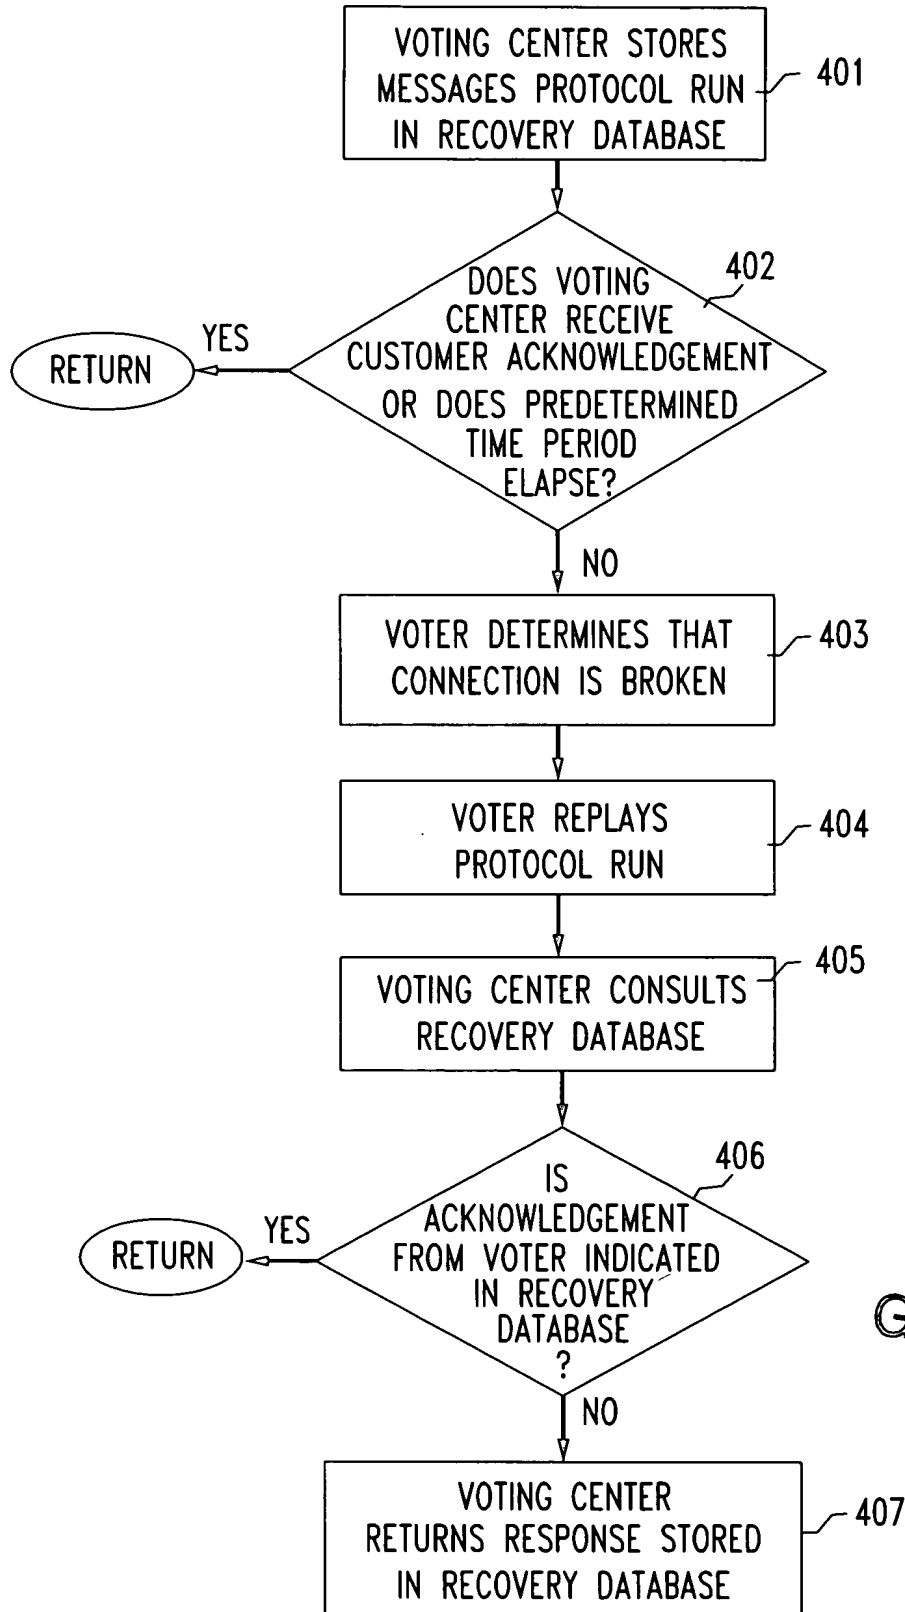 VOTING CENTER STORES
MESSAGES PROTOCOL RUN
IN RECOVERY DATABASE
401
402
DOES VOTING
CENTER RECEIVE
CUSTOMER ACKNOWLEDGEMENT
OR DOES PREDETERMINED
TIME PERIOD
ELAPSE?
YES
RETURN
NO
VOTER DETERMINES THAT
CONNECTION IS BROKEN
403
VOTER REPLAYS
PROTOCOL RUN
404
VOTING CENTER CONSULTS
RECOVERY DATABASE
405
406
IS
ACKNOWLEDGEMENT
FROM VOTER INDICATED
IN RECOVERY
DATABASE
?
YES
RETURN
NO
VOTING CENTER
RETURNS RESPONSE STORED
IN RECOVERY DATABASE
407